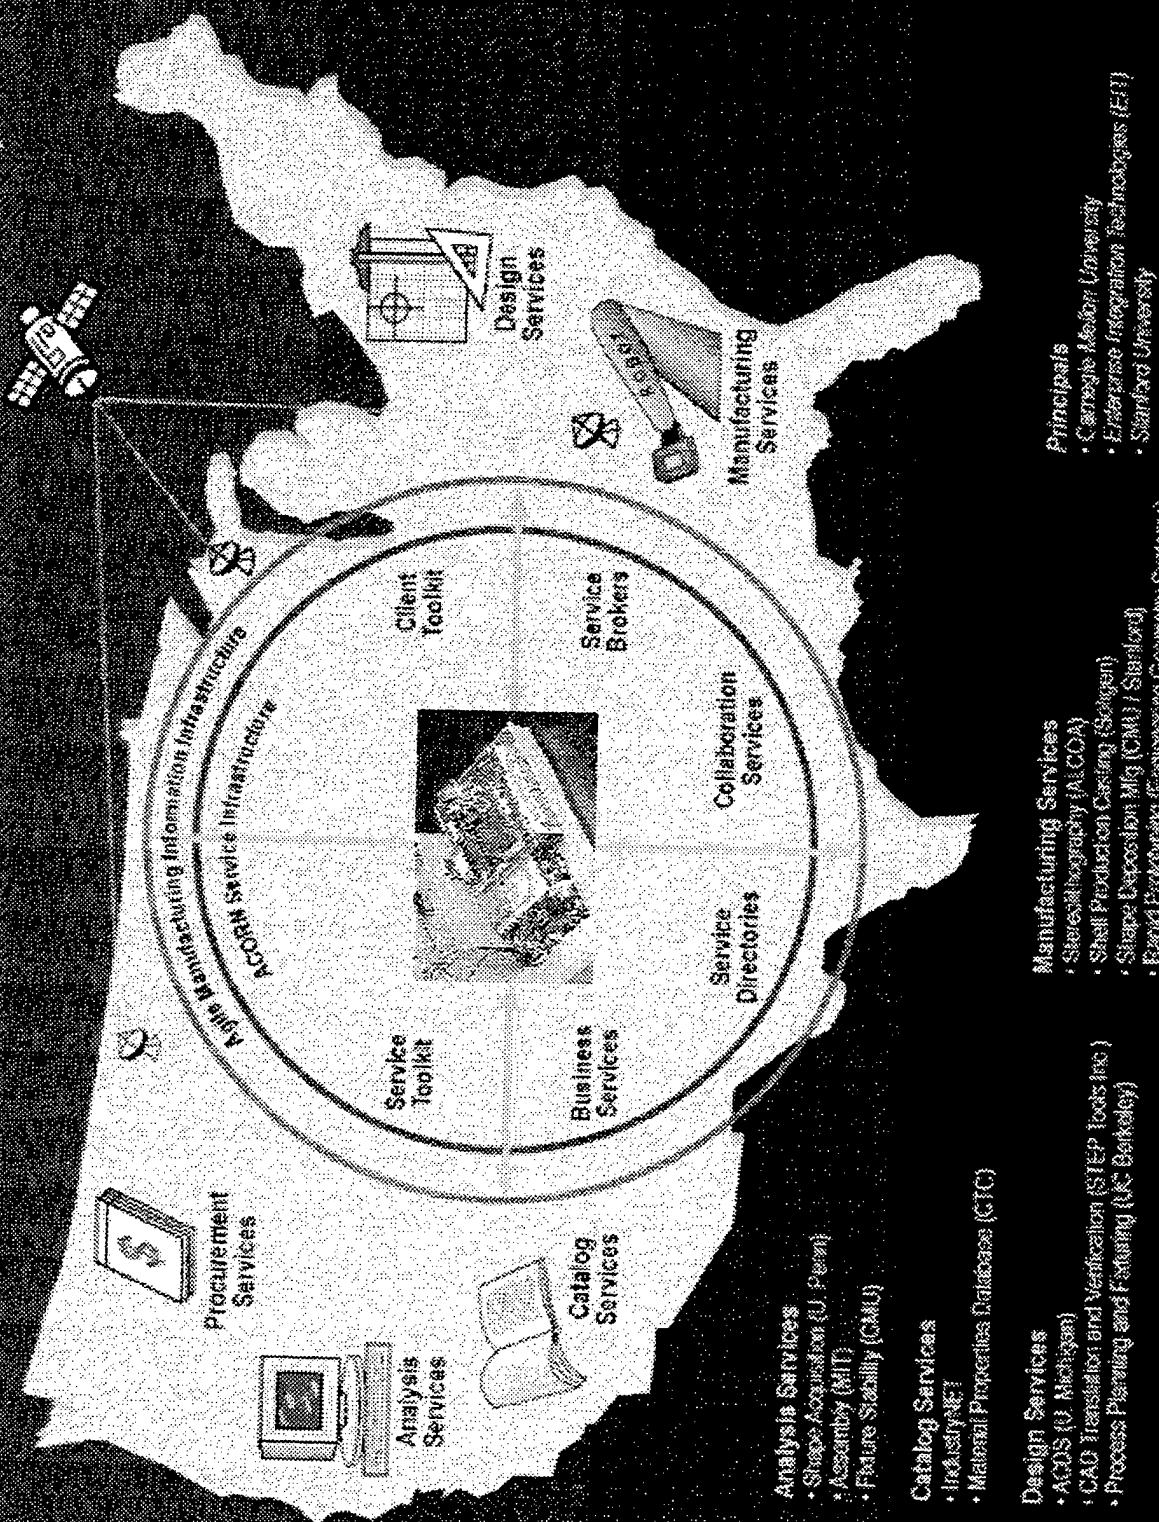 Agile Manufacturing Information Infrastructure
ACORN Service Infrastructure
Procurement
Services
Analysis
Services
Catalog
Services
Service
Toolkit
Client
Toolkit
Business
Services
Service
Brokers
Service
Directories
Collaboration
Services
Design
Services
ROBOT
Manufacturing
Services
$
Analysis Services
• Shape Acquisition (U. Penn)
• Assembly (MIT)
• Fixture Stability (CMU)
Catalog Services
• IndustryNET
• Material Properties Database (CTC)
Design Services
• ACDS (U. Michigan)
• CAD Translation and Verification (STEP Tools Inc.)
• Process Planning and Fixturing (UC Berkeley)
Manufacturing Services
• Stereolithography (ALCOA)
• Shell Production Casting (Soligen)
• Shape Deposition Mfg (CMU / Stanford)
Principals
• Carnegie Mellon University
• Enterprise Integration Technologies (EIT)
• Stanford University